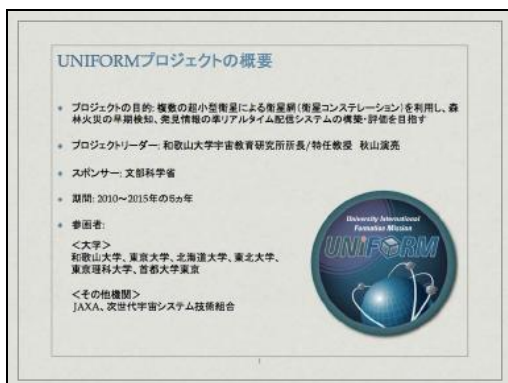 UNIFORMプロジェクトの概要
プロジェクトの目的: 複数の超小型衛星による衛星網(衛星コンステレーション)を利用し、森
林火災の早期検知、発見情報の準リアルタイム配信システムの構築・評価を目指す
プロジェクトリーダー: 和歌山大学宇宙教育研究所所長/特任教授 秋山演亮
スポンサー: 文部科学省
期間: 2010〜2015年の5ヵ年
参画者:
<大学>
和歌山大学、東京大学、北海道大学、東北大学、
東京理科大学、首都大学東京
<その他機関>
JAXA、次世代宇宙システム技術組合
University International
Formation Mission
UNIFORM